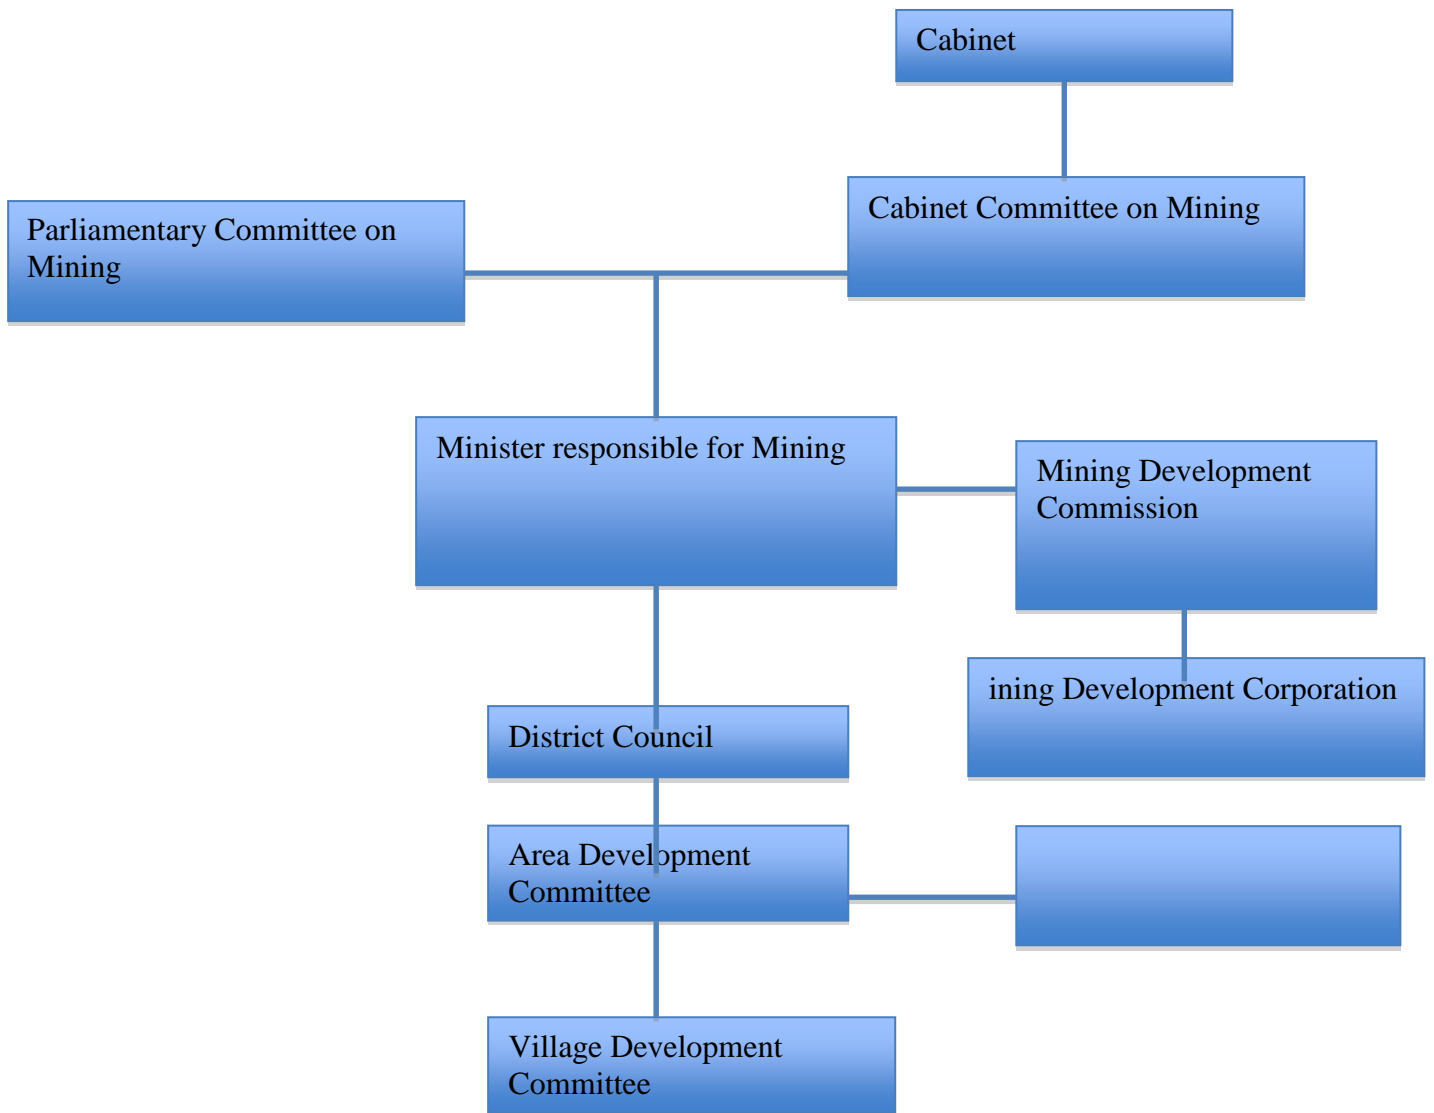 Cabinet
Cabinet Committee on Mining
Parliamentary Committee on
Mining
Minister responsible for Mining
Mining Development
Commission
ining Development Corporation
District Council
Area Development
Committee
Village Development
Committee